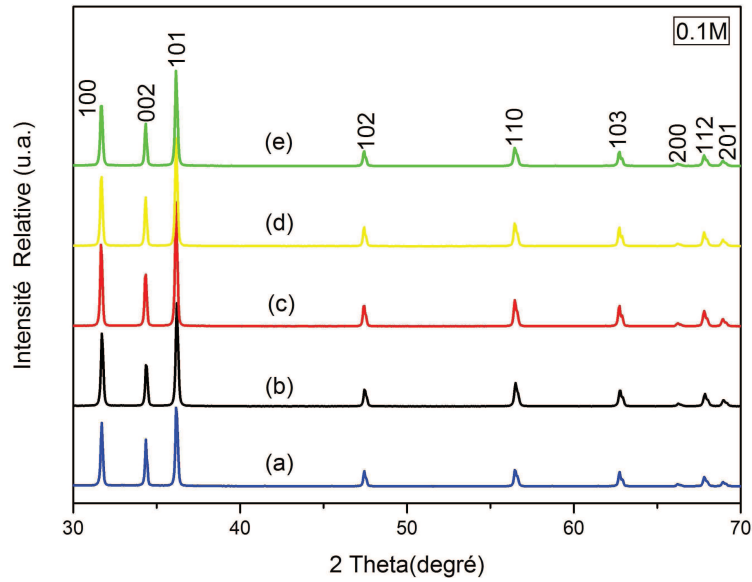 0.1M
100
002
101
102
110
103
200
112
201
(e)
(d)
(c)
(b)
(a)
Intensité Relative (u.a.)
30
40
50
60
70
2 Theta(degré)